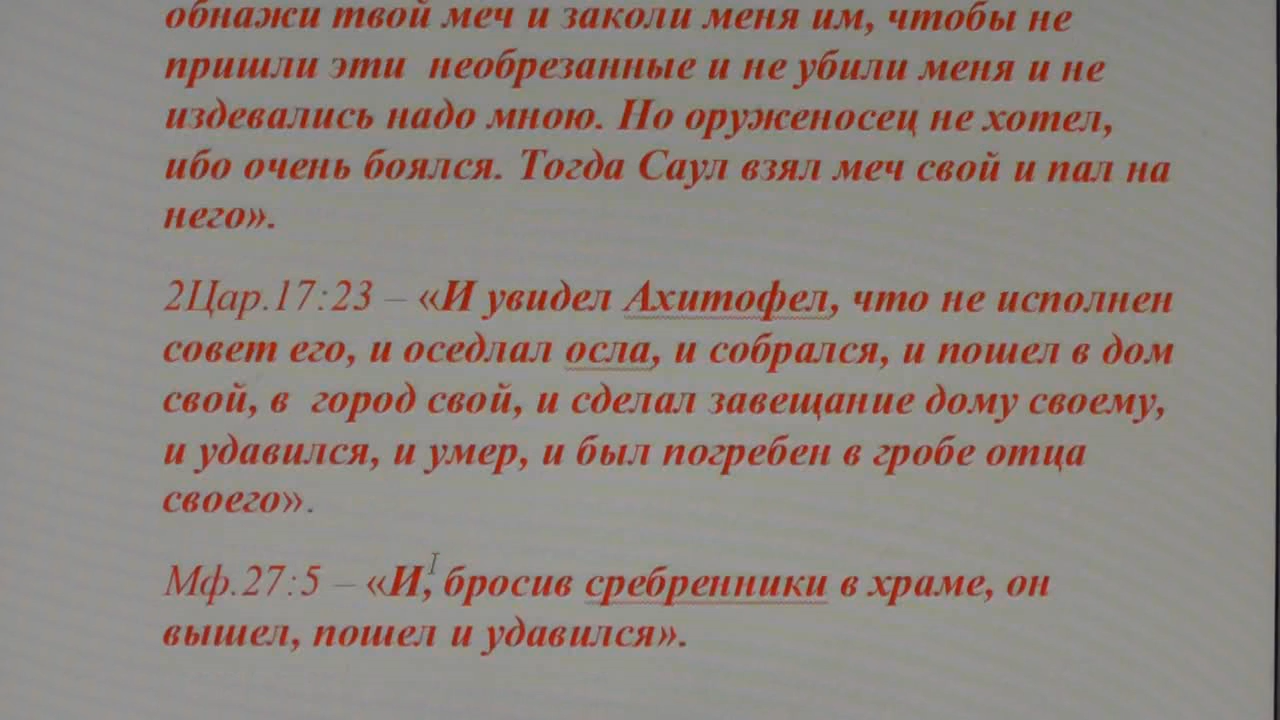 обнажи твой меч и заколи меня им, чтобы не
пришли эти необрезанные и не убили меня и не
издевались надо мною. Но оруженосец не хотел,
ибо очень боялся. Тогда Саул взял меч свой и пал на
него».
2Цар.17:23 – «И увидел Ахитофел, что не исполнен
совет его, и оседлал осла, и собрался, и пошел в дом
свой, в город свой, и сделал завещание дому своему,
и удавился, и умер, и был погребен в гробе отца
своего».
Мф.27:5 – «И, бросив сребренники в храме, он
вышел, пошел и удавился».